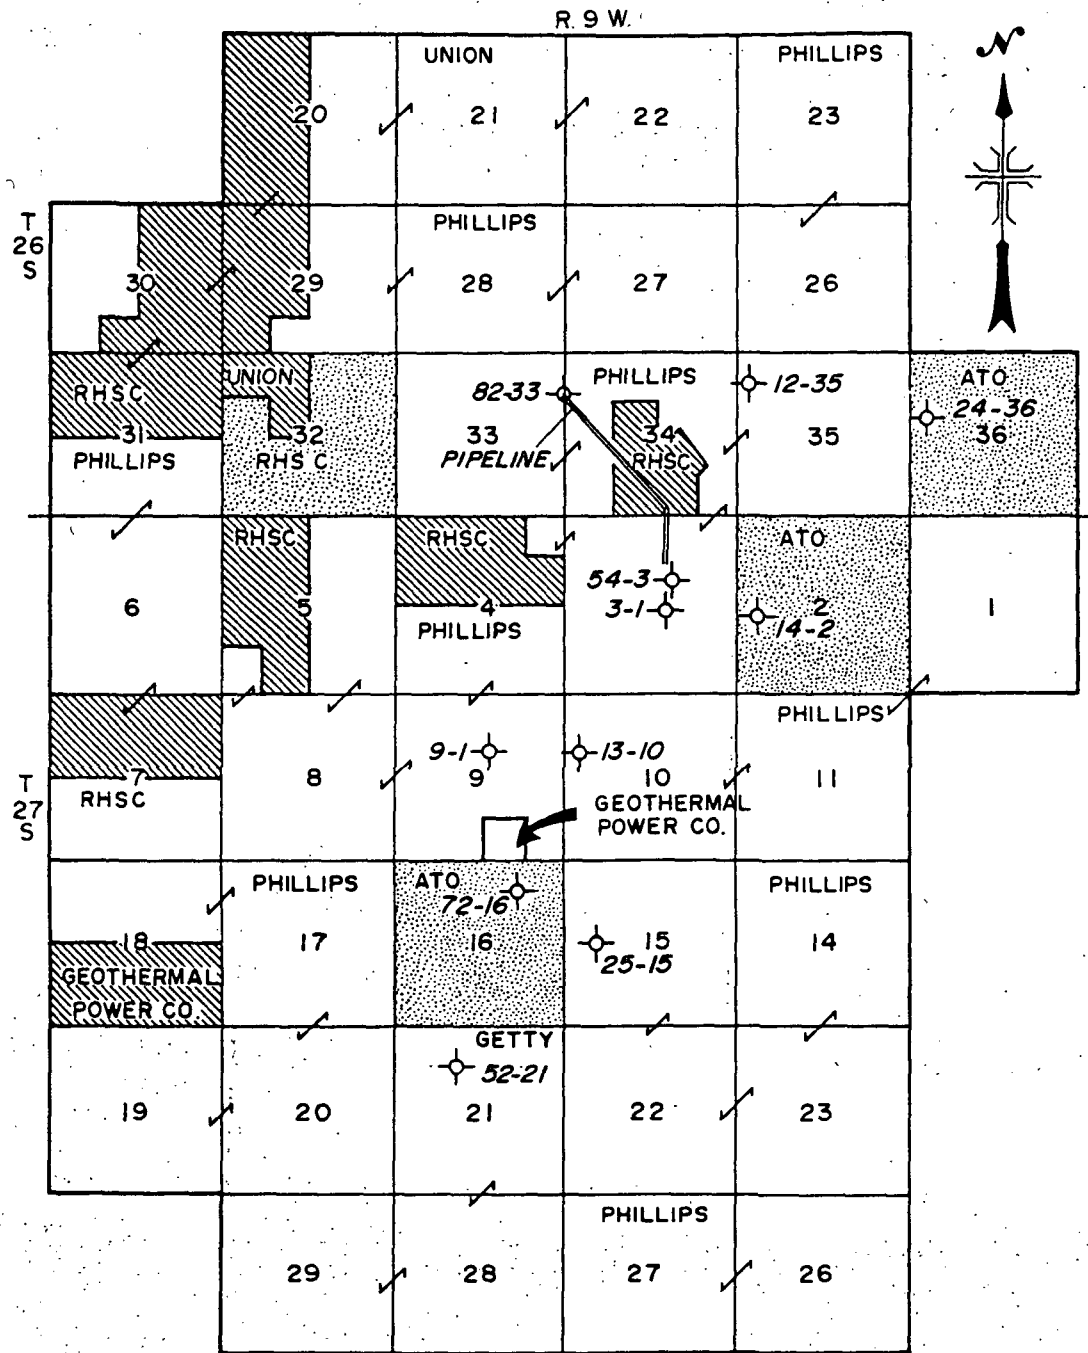 R. 9 W.
N
UNION
PHILLIPS
20
21
22
23
T
26
S
PHILLIPS
30
29
28
27
26
RHSC
UNION
82-33
PHILLIPS
12-35
ATO
24-36
31
32
33
34
35
36
PHILLIPS
RHSC
PIPELINE
RHSC
RHSC
RHSC
ATO
54-3
6
5
4
3-1
2
1
PHILLIPS
14-2
PHILLIPS
9-1
13-10
7
8
9
10
11
T
27
S
RHSC
GEOTHERMAL
POWER CO.
PHILLIPS
ATO
72-16
PHILLIPS
18
17
16
15
14
25-15
GEOTHERMAL
POWER CO.
GETTY
52-21
19
20
21
22
23
PHILLIPS
29
28
27
26